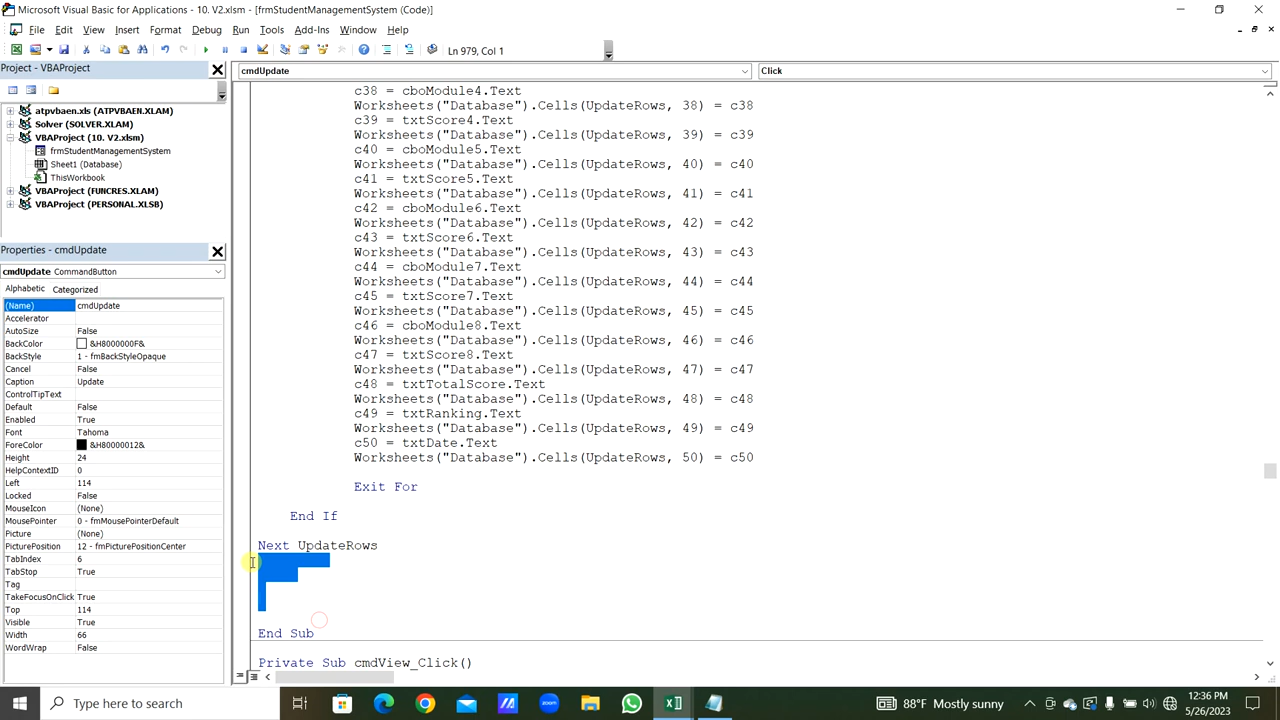 Microsoft Visual Basic for Applications - 10. V2.xlsm - [frmStudentManagementSystem (Code)]
File Edit View Insert Format Debug Run Tools Add-Ins Window Help
Ln 979, Col 1
Project - VBAProject
cmdUpdate
Click
atpvbaen.xls (ATPVBAEN.XLAM)
Solver (SOLVER.XLAM)
VBAProject (10. V2.xlsm)
frmStudentManagementSystem
Sheet1 (Database)
ThisWorkbook
VBAProject (FUNCRES.XLAM)
VBAProject (PERSONAL.XLSB)
Properties - cmdUpdate
cmdUpdate CommandButton
Alphabetic Categorized
(Name) cmdUpdate
Accelerator
AutoSize False
BackColor &H8000000F&
BackStyle 1 - fmBackStyleOpaque
Cancel False
Caption Update
ControlTipText
Default False
Enabled True
Font Tahoma
ForeColor &H80000012&
Height 24
HelpContextID 0
Left 114
Locked False
MouseIcon (None)
MousePointer 0 - fmMousePointerDefault
Picture (None)
PicturePosition 12 - fmPicturePositionCenter
TabIndex 6
TabStop True
Tag
TakeFocusOnClick True
Top 114
Visible True
Width 66
WordWrap False
c38 = cboModule4.Text
Worksheets("Database").Cells(UpdateRows, 38) = c38
c39 = txtScore4.Text
Worksheets("Database").Cells(UpdateRows, 39) = c39
c40 = cboModule5.Text
Worksheets("Database").Cells(UpdateRows, 40) = c40
c41 = txtScore5.Text
Worksheets("Database").Cells(UpdateRows, 41) = c41
c42 = cboModule6.Text
Worksheets("Database").Cells(UpdateRows, 42) = c42
c43 = txtScore6.Text
Worksheets("Database").Cells(UpdateRows, 43) = c43
c44 = cboModule7.Text
Worksheets("Database").Cells(UpdateRows, 44) = c44
c45 = txtScore7.Text
Worksheets("Database").Cells(UpdateRows, 45) = c45
c46 = cboModule8.Text
Worksheets("Database").Cells(UpdateRows, 46) = c46
c47 = txtScore8.Text
Worksheets("Database").Cells(UpdateRows, 47) = c47
c48 = txtTotalScore.Text
Worksheets("Database").Cells(UpdateRows, 48) = c48
c49 = txtRanking.Text
Worksheets("Database").Cells(UpdateRows, 49) = c49
c50 = txtDate.Text
Worksheets("Database").Cells(UpdateRows, 50) = c50
Exit For
End If
Next UpdateRows
End Sub
Private Sub cmdView_Click()
Type here to search
zoom
88°F Mostly sunny
12:36 PM
5/26/2023